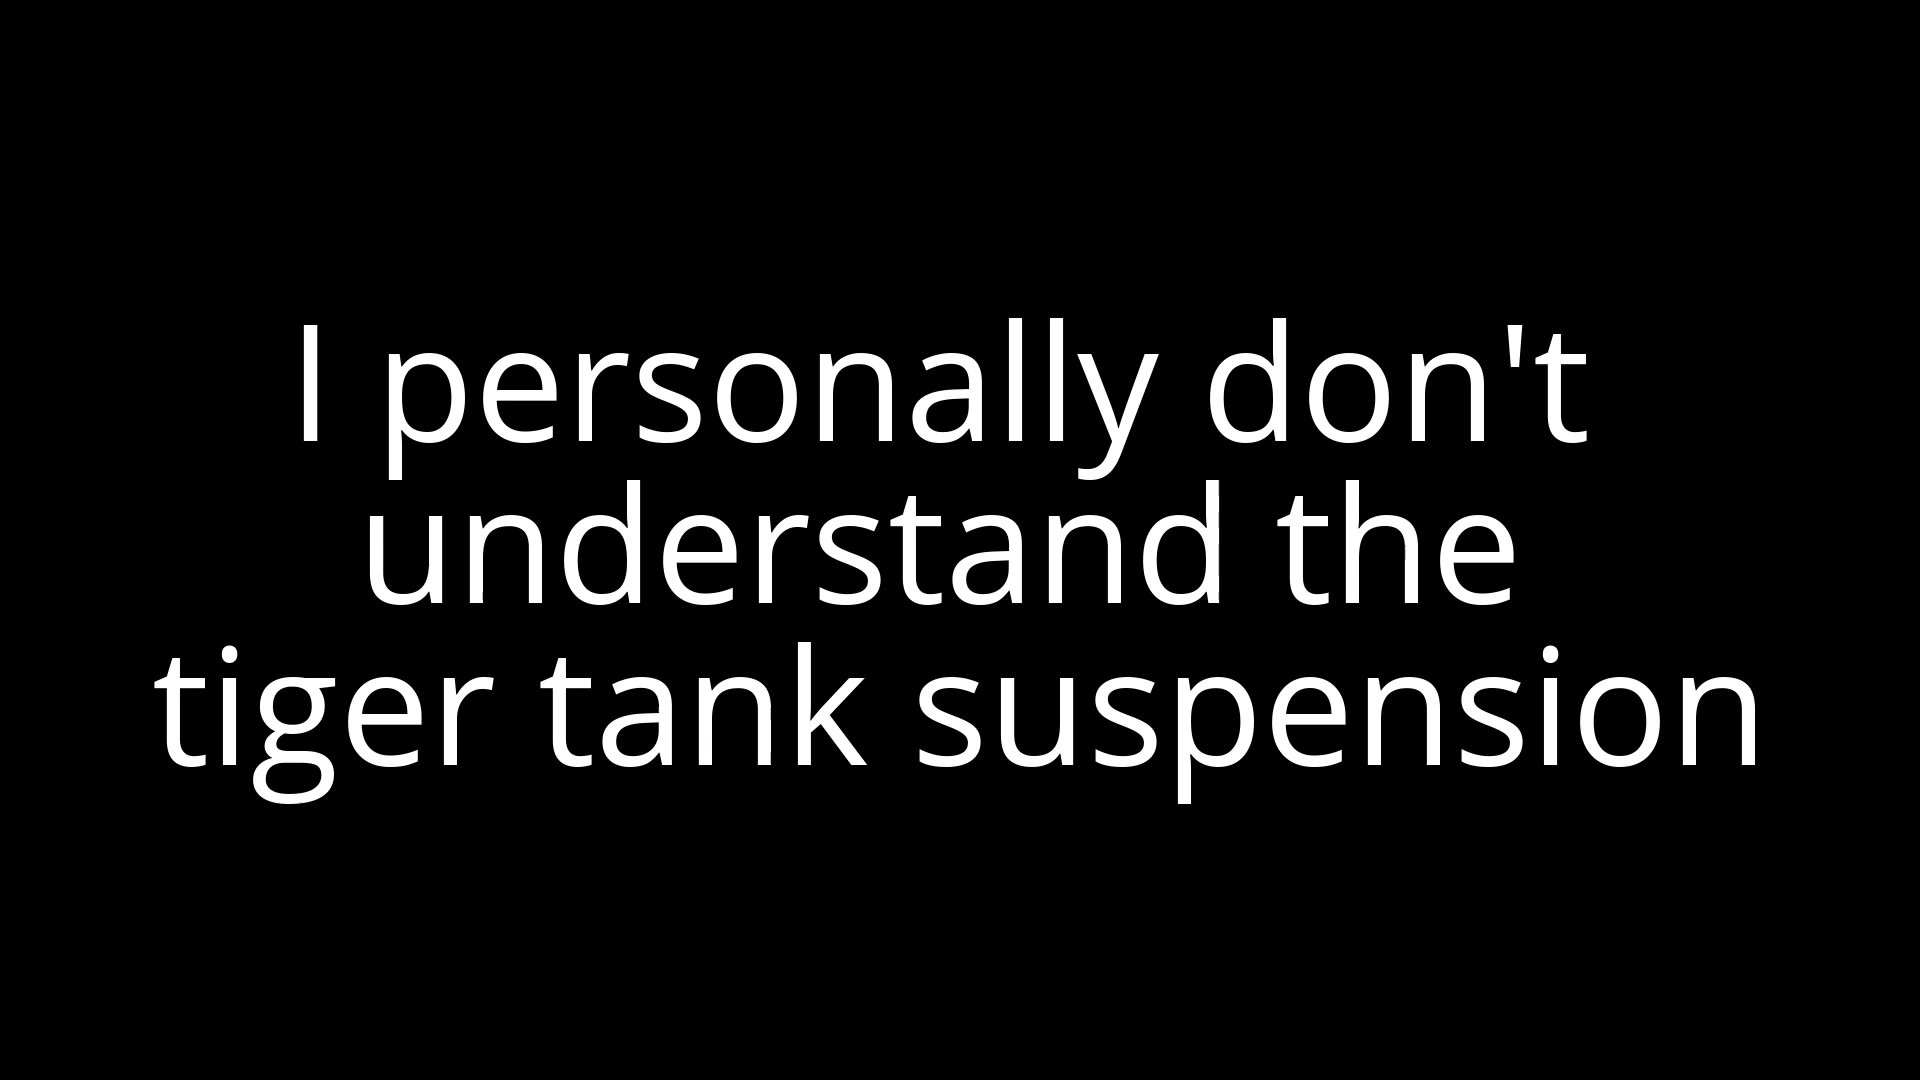 I personally don't
understand the
tiger tank suspension